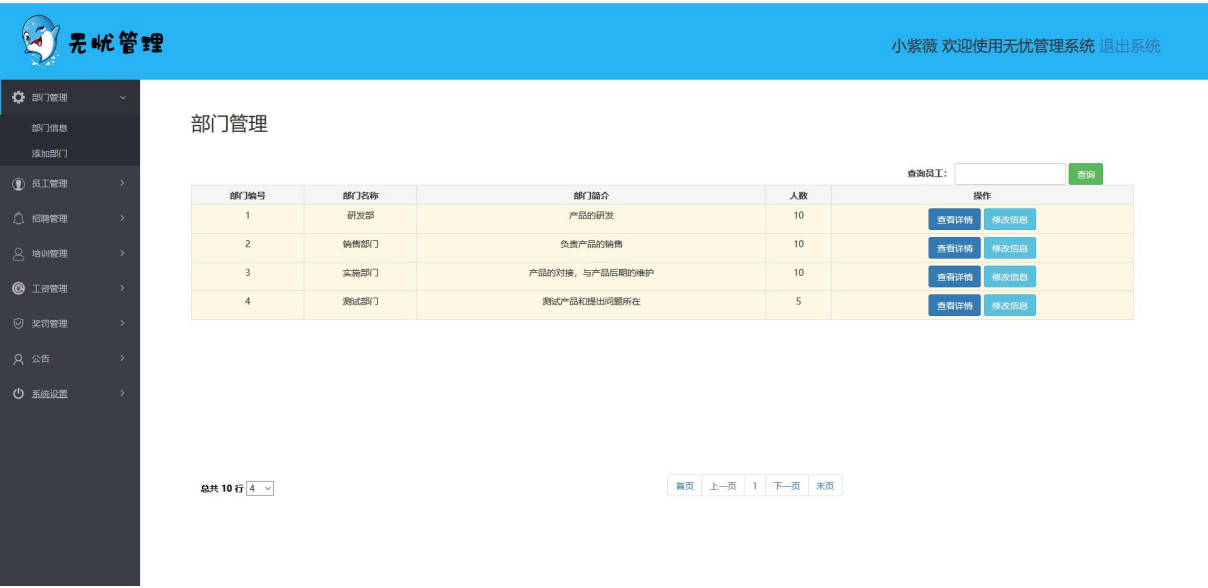 无忧管理
小紫薇 欢迎使用无忧管理系统 退出系统
部门管理
部门信息
添加部门
员工管理
招聘管理
培训管理
工资管理
奖罚管理
公告
系统设置
部门管理
查询员工： 查询
部门编号 部门名称 部门简介 人数 操作
1 研发部 产品的研发 10 查看详情 修改信息
2 销售部门 负责产品的销售 10 查看详情 修改信息
3 实施部门 产品的对接，与产品后期的维护 10 查看详情 修改信息
4 测试部门 测试产品和提出问题所在 5 查看详情 修改信息
总共 10 行 4 首页 上一页 1 下一页 末页